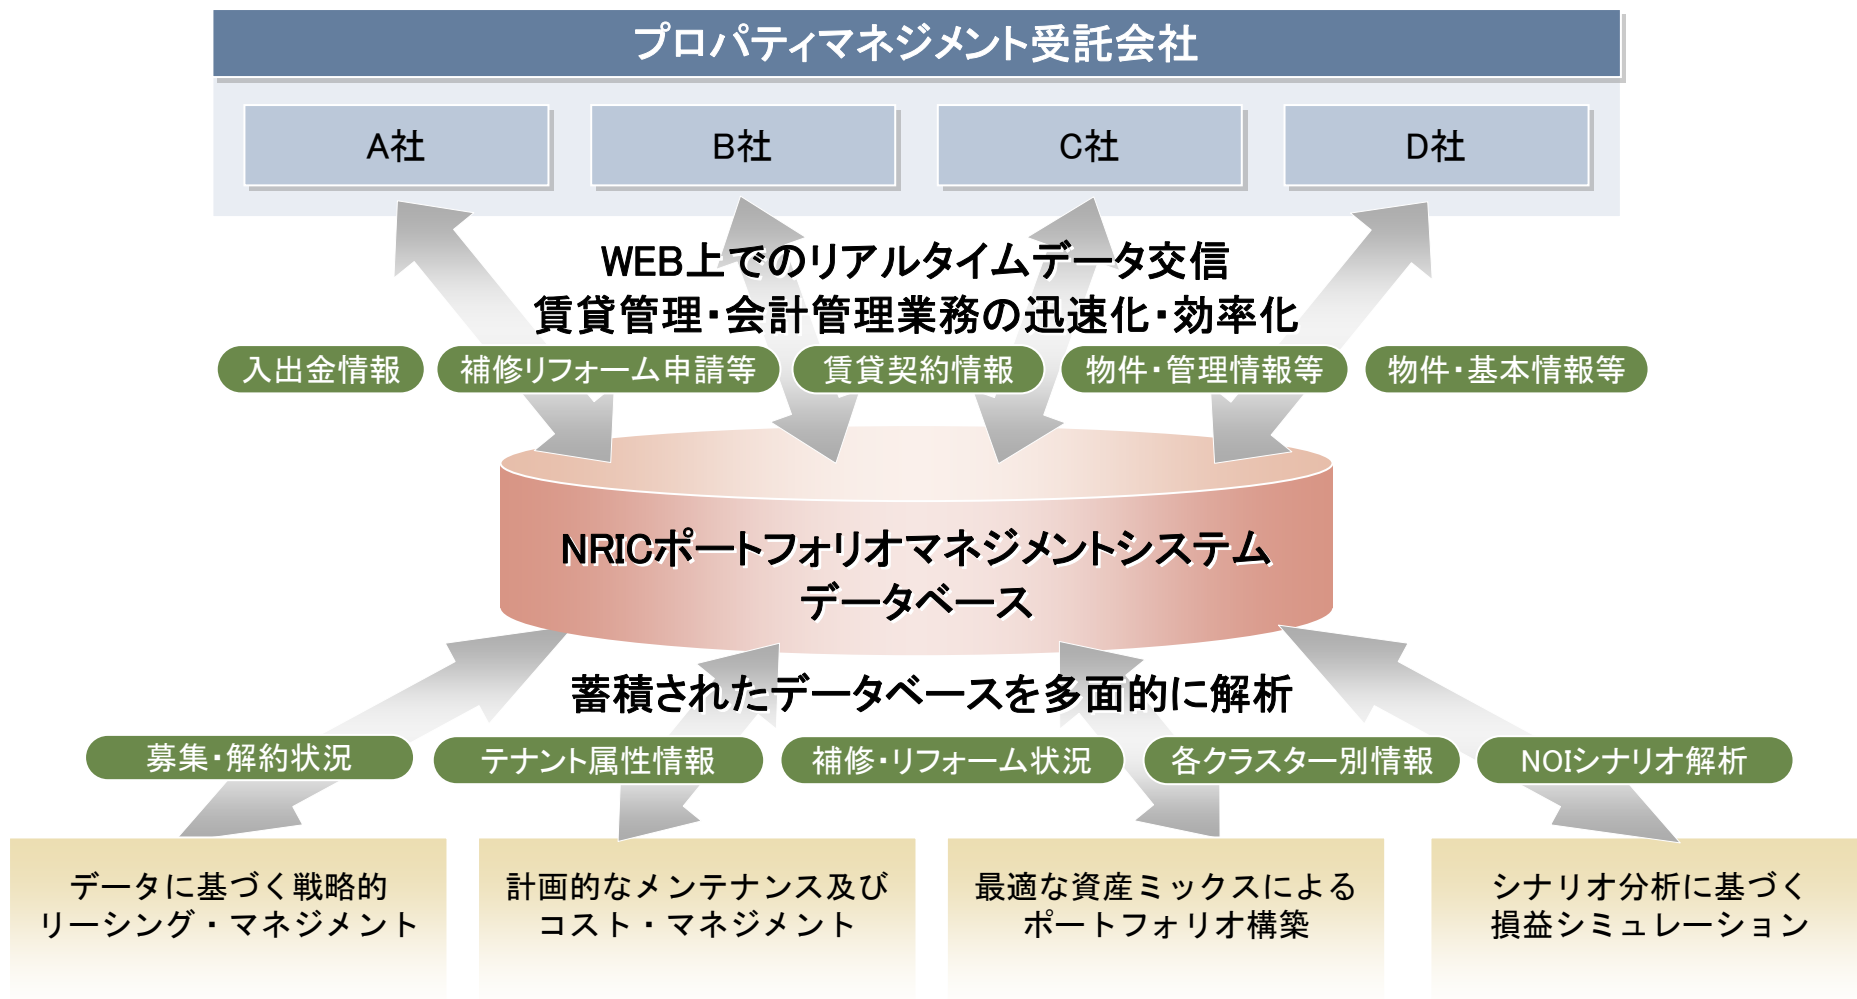 プロパティマネジメント受託会社
A社
B社
C社
D社
WEB上でのリアルタイムデータ交信
賃貸管理・会計管理業務の迅速化・効率化
入出金情報
補修リフォーム申請等
賃貸契約情報
物件・管理情報等
物件・基本情報等
NRICポートフォリオマネジメントシステム
データベース
蓄積されたデータベースを多面的に解析
募集・解約状況
テナント属性情報
補修・リフォーム状況
各クラスター別情報
NOIシナリオ解析
データに基づく戦略的
リーシング・マネジメント
計画的なメンテナンス及び
コスト・マネジメント
最適な資産ミックスによる
ポートフォリオ構築
シナリオ分析に基づく
損益シミュレーション